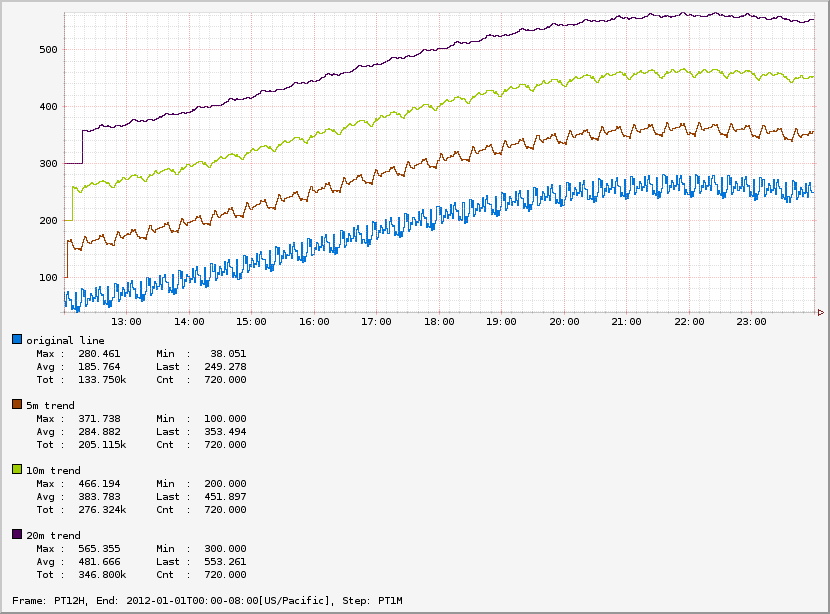 500
400
300
200
100
13:00 14:00 15:00 16:00 17:00 18:00 19:00 20:00 21:00 22:00 23:00
original line
Max : 280.461 Min : 38.051
Avg : 185.764 Last : 249.278
Tot : 133.750k Cnt : 720.000
5m trend
Max : 371.738 Min : 100.000
Avg : 284.882 Last : 353.494
Tot : 205.115k Cnt : 720.000
10m trend
Max : 466.194 Min : 200.000
Avg : 383.783 Last : 451.897
Tot : 276.324k Cnt : 720.000
20m trend
Max : 565.355 Min : 300.000
Avg : 481.666 Last : 553.261
Tot : 346.800k Cnt : 720.000
Frame: PT12H, End: 2012-01-01T00:00-08:00[US/Pacific], Step: PT1M